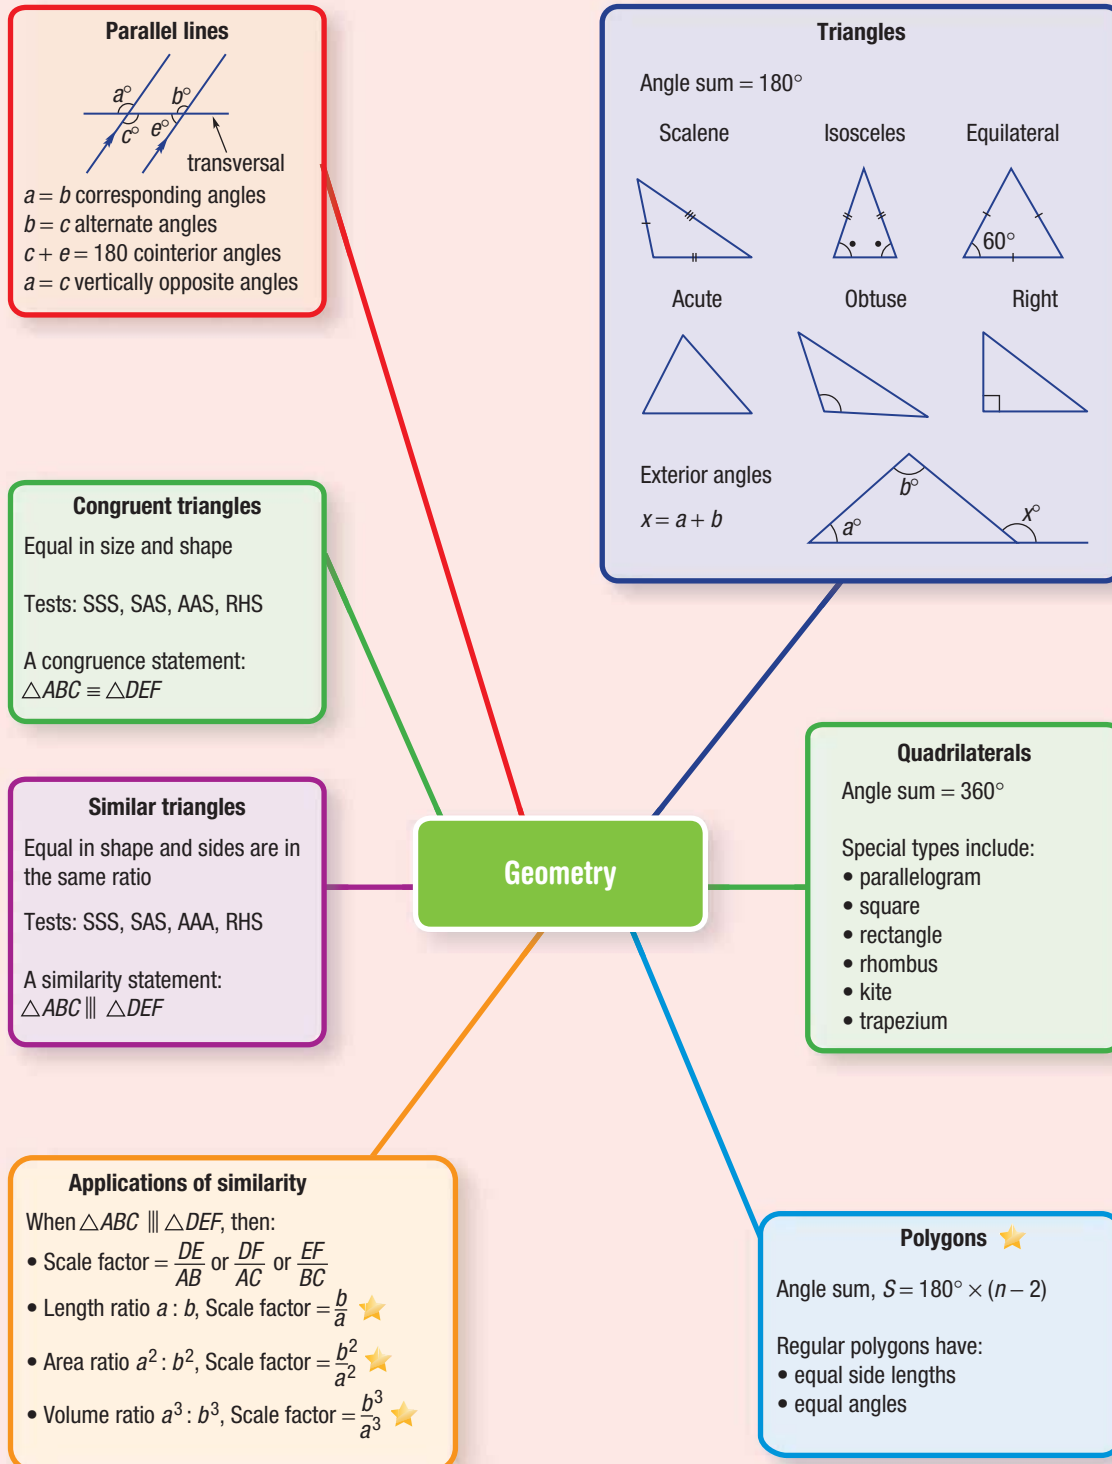 Parallel lines
a° b°
c° e°
transversal
a = b corresponding angles
b = c alternate angles
c + e = 180 cointerior angles
a = c vertically opposite angles
Triangles
Angle sum = 180°
Scalene Isosceles Equilateral
60°
Acute Obtuse Right
Exterior angles
x = a + b
b°
a°
x°
Congruent triangles
Equal in size and shape
Tests: SSS, SAS, AAS, RHS
A congruence statement:
△ABC ≡ △DEF
Similar triangles
Equal in shape and sides are in
the same ratio
Tests: SSS, SAS, AAA, RHS
A similarity statement:
△ABC ||| △DEF
Geometry
Quadrilaterals
Angle sum = 360°
Special types include:
• parallelogram
• square
• rectangle
• rhombus
• kite
• trapezium
Applications of similarity
When △ABC ||| △DEF, then:
• Scale factor = DE/AB or DF/AC or EF/BC
• Length ratio a : b, Scale factor = b/a
• Area ratio a² : b², Scale factor = b²/a²
• Volume ratio a³ : b³, Scale factor = b³/a³
Polygons
Angle sum, S = 180° × (n − 2)
Regular polygons have:
• equal side lengths
• equal angles